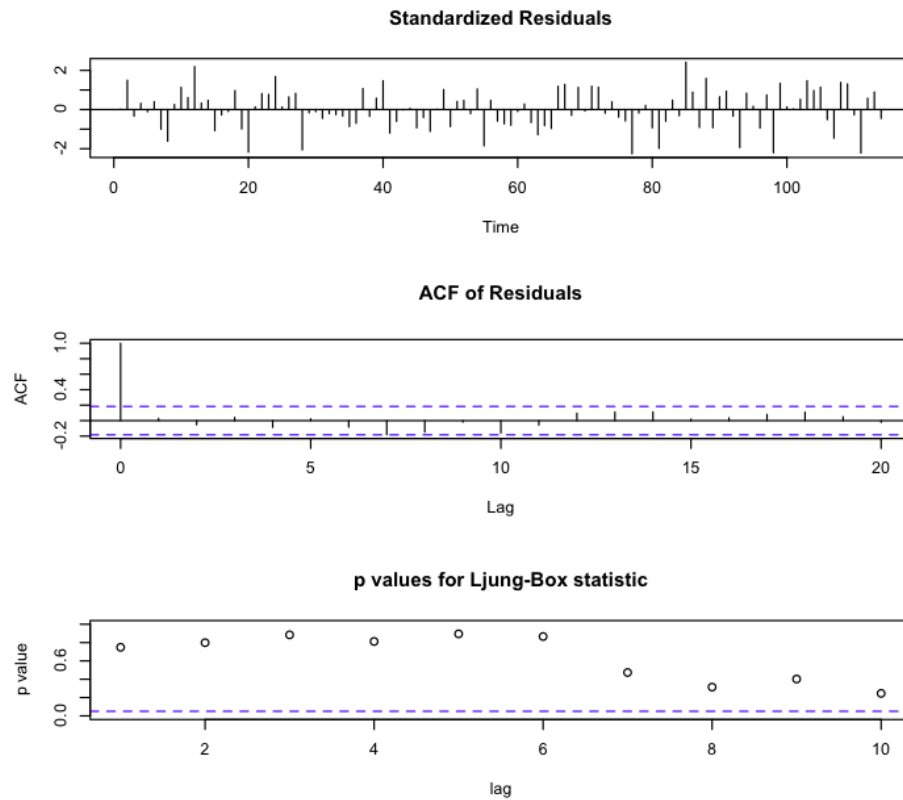 Standardized Residuals
2
0
-2
0 20 40 60 80 100
Time
ACF of Residuals
ACF
1.0
0.4
-0.2
0 5 10 15 20
Lag
p values for Ljung-Box statistic
p value
0.6
0.0
2 4 6 8 10
lag